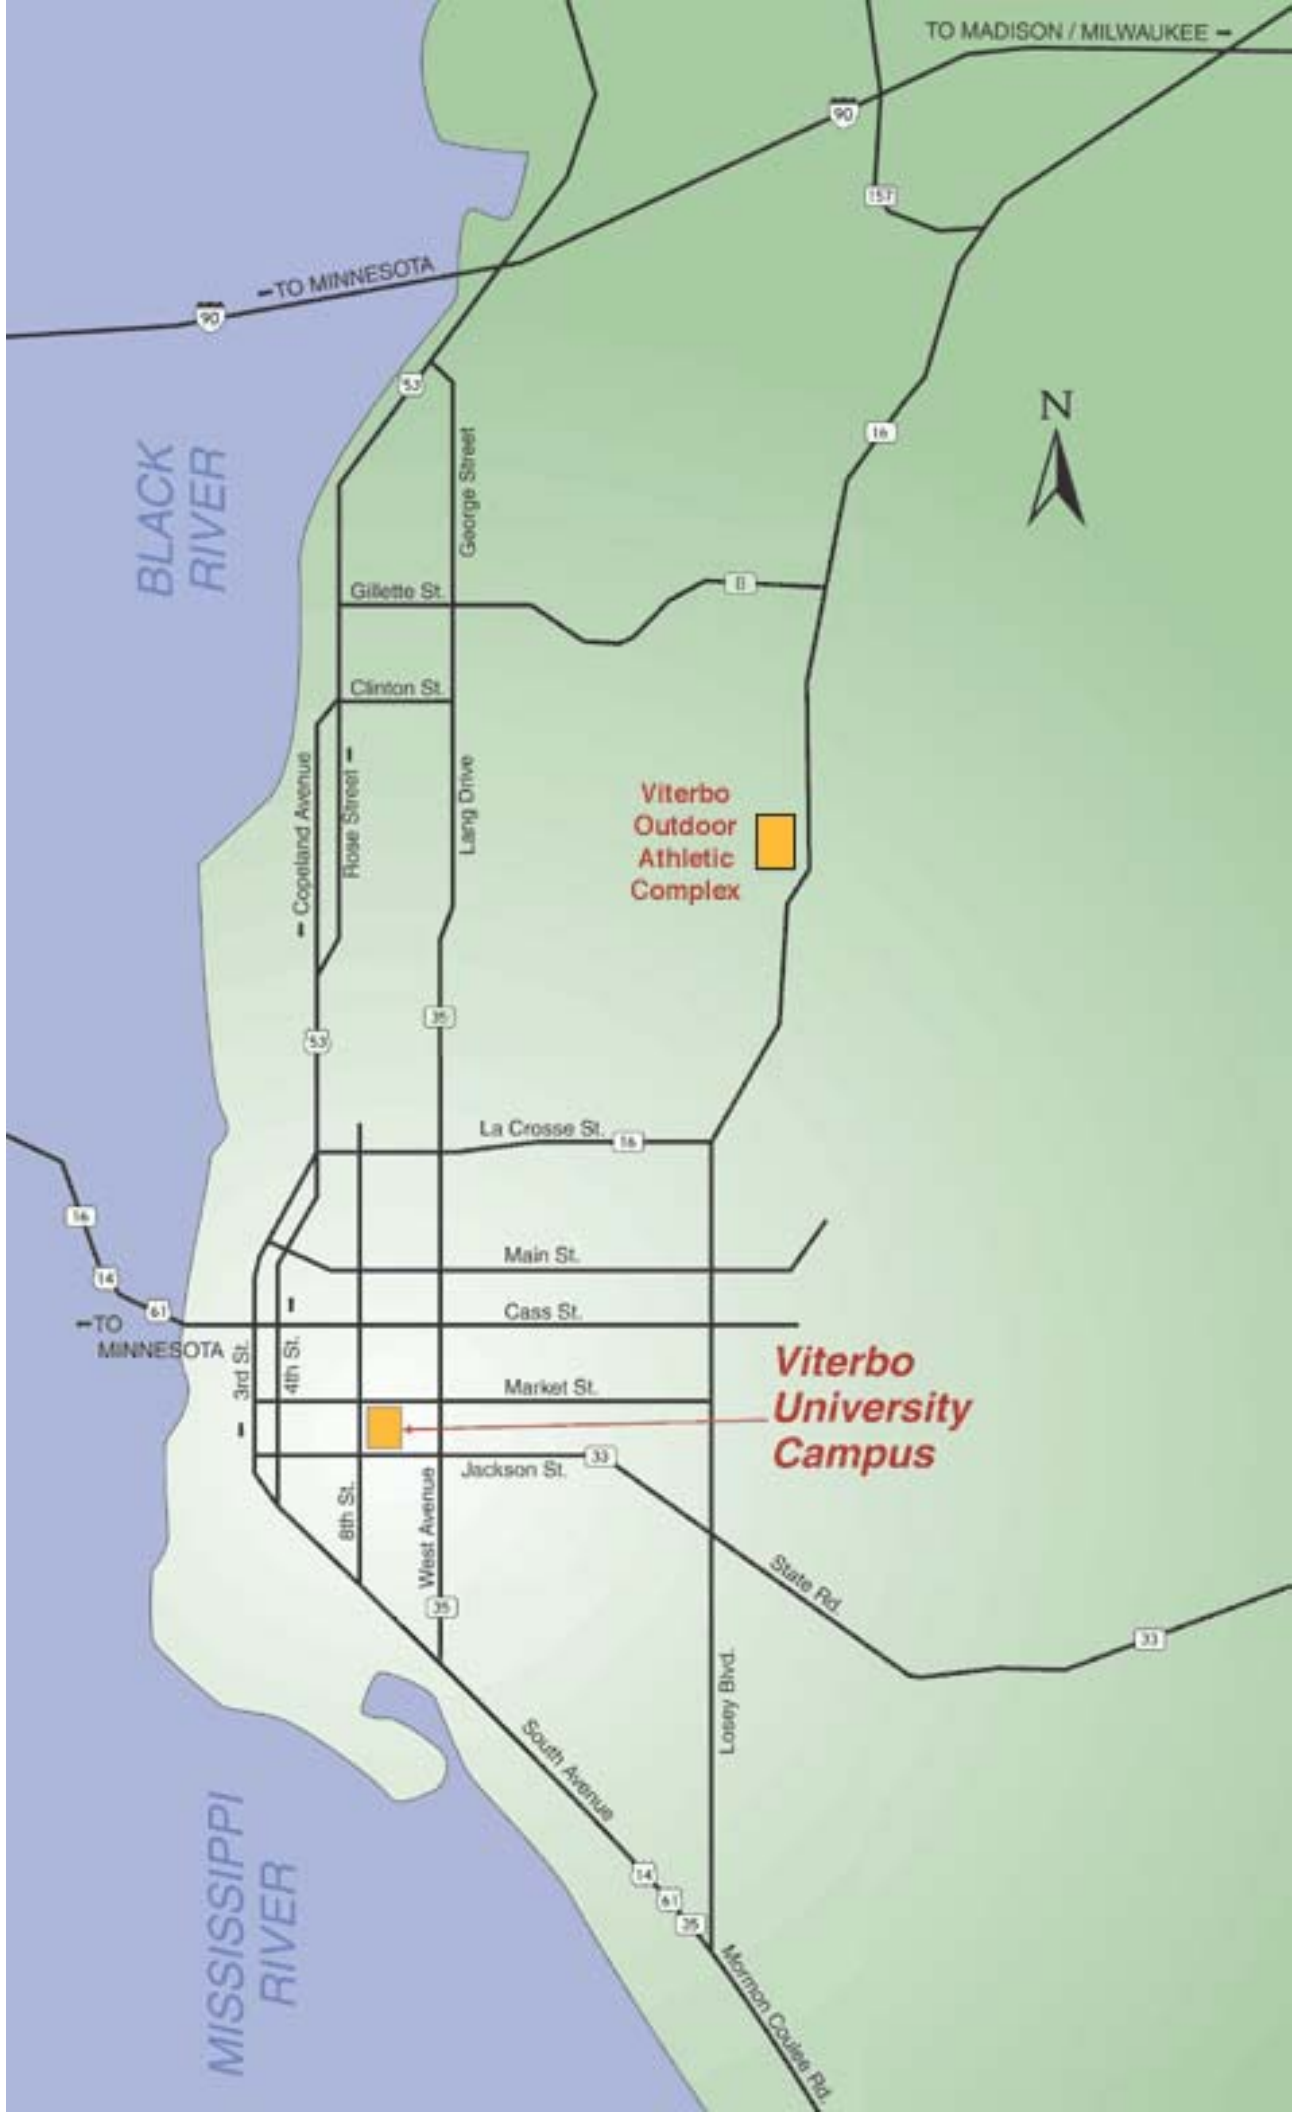 TO MADISON / MILWAUKEE
90
157
TO MINNESOTA
90
53
N
16
BLACK
RIVER
George Street
Gillette St.
Clinton St.
Copeland Avenue
Rose Street
Lang Drive
Viterbo
Outdoor
Athletic
Complex
35
53
La Crosse St.
16
16
14
61
Main St.
Cass St.
TO
MINNESOTA
3rd St.
4th St.
Market St.
Viterbo
University
Campus
33
Jackson St.
8th St.
West Avenue
35
State Rd.
33
Losey Blvd.
South Avenue
MISSISSIPPI
RIVER
14
61
35
Mormon Coulee Rd.